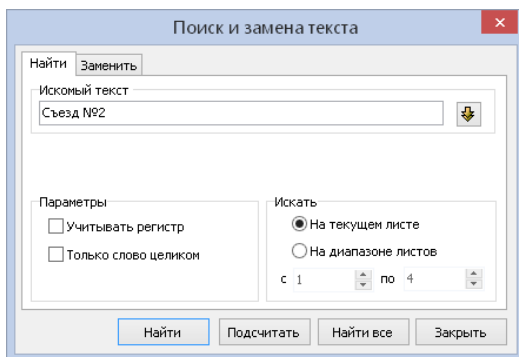 Поиск и замена текста
Найти Заменить
Искомый текст
Съезд №2
Параметры
Учитывать регистр
Только слово целиком
Искать
На текущем листе
На диапазоне листов
с 1 по 4
Найти Подсчитать Найти все Закрыть